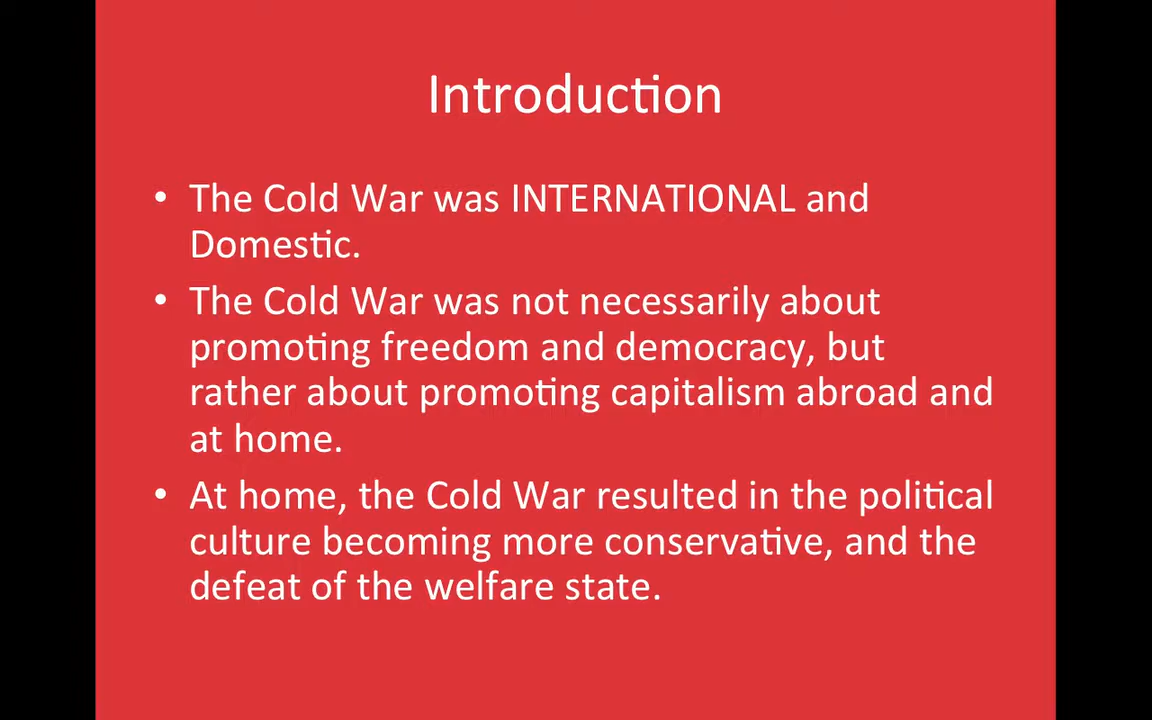 Introduction
• The Cold War was INTERNATIONAL and
Domestic.
• The Cold War was not necessarily about
promoting freedom and democracy, but
rather about promoting capitalism abroad and
at home.
• At home, the Cold War resulted in the political
culture becoming more conservative, and the
defeat of the welfare state.